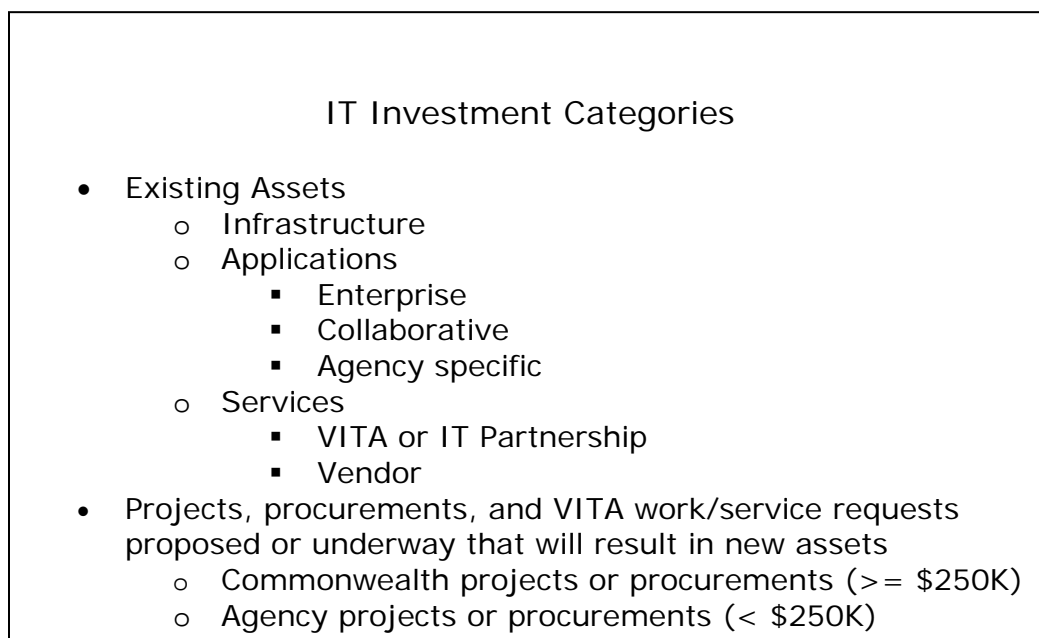 IT Investment Categories
• Existing Assets
o Infrastructure
o Applications
▪ Enterprise
▪ Collaborative
▪ Agency specific
o Services
▪ VITA or IT Partnership
▪ Vendor
• Projects, procurements, and VITA work/service requests
proposed or underway that will result in new assets
o Commonwealth projects or procurements (>= $250K)
o Agency projects or procurements (< $250K)